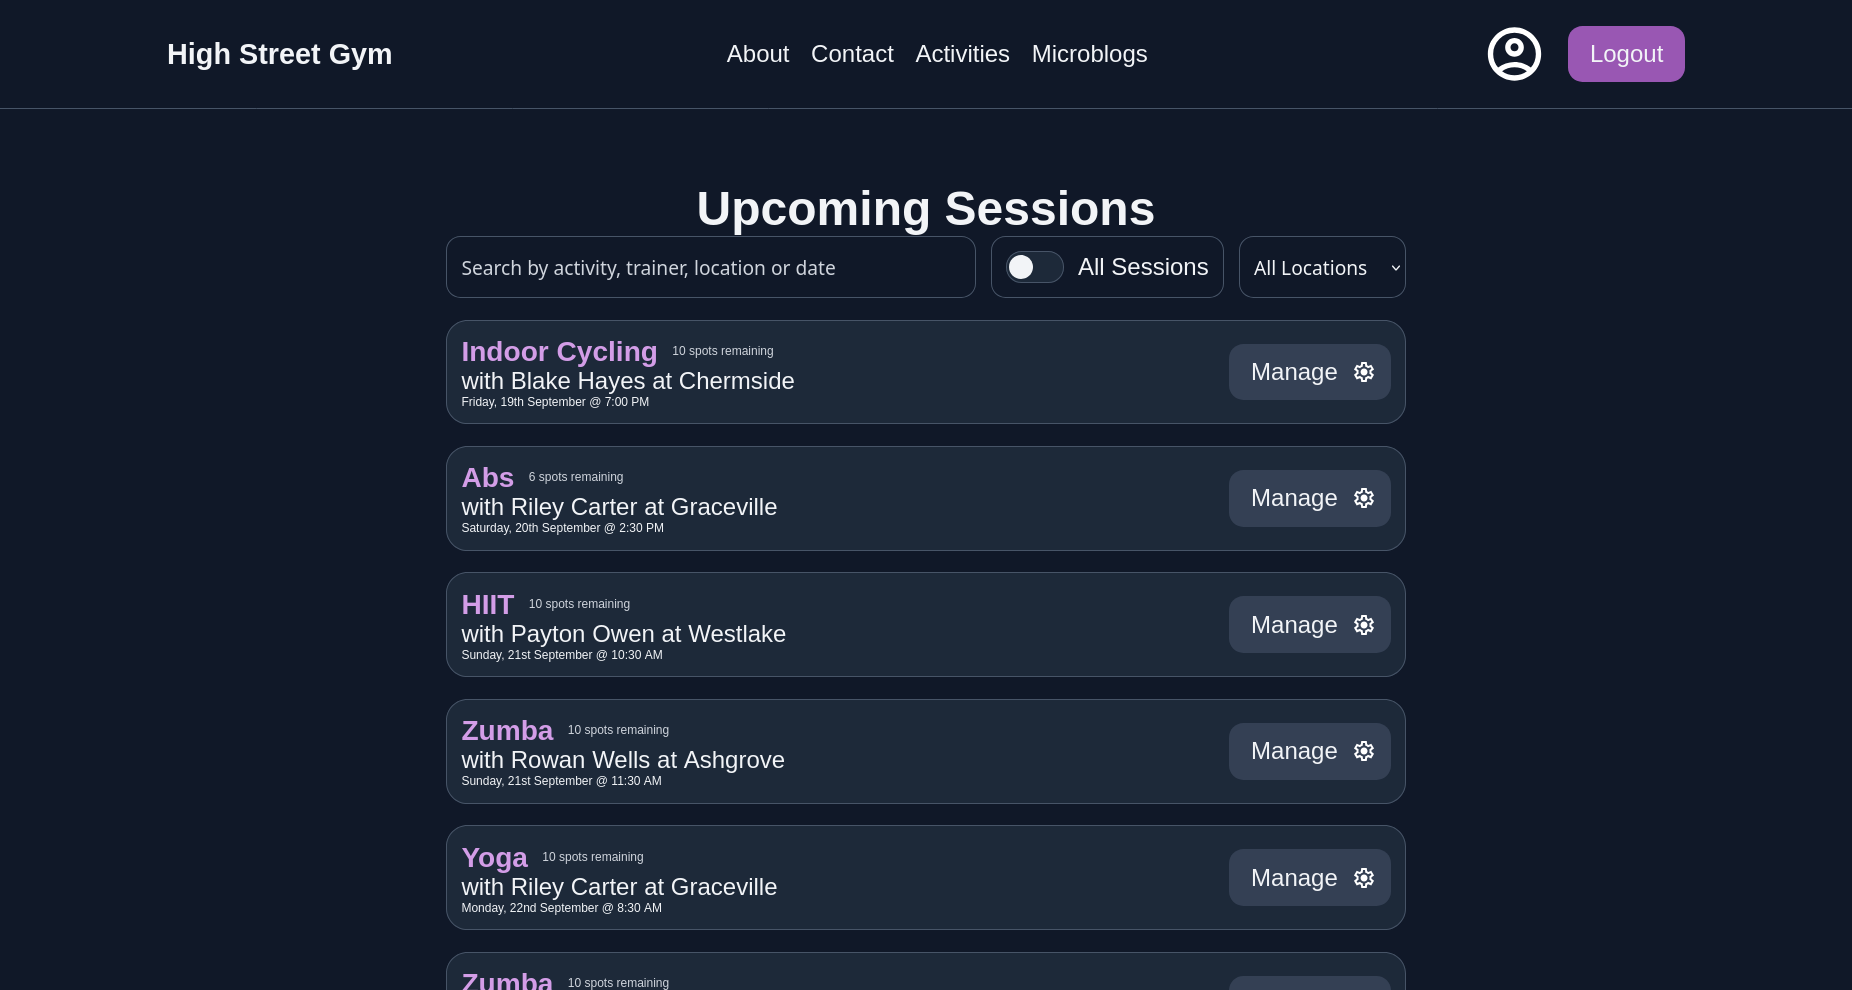 High Street Gym
About Contact Activities Microblogs
Logout
Upcoming Sessions
Search by activity, trainer, location or date
All Sessions
All Locations
Indoor Cycling 10 spots remaining
with Blake Hayes at Chermside
Friday, 19th September @ 7:00 PM
Manage
Abs 6 spots remaining
with Riley Carter at Graceville
Saturday, 20th September @ 2:30 PM
Manage
HIIT 10 spots remaining
with Payton Owen at Westlake
Sunday, 21st September @ 10:30 AM
Manage
Zumba 10 spots remaining
with Rowan Wells at Ashgrove
Sunday, 21st September @ 11:30 AM
Manage
Yoga 10 spots remaining
with Riley Carter at Graceville
Monday, 22nd September @ 8:30 AM
Manage
Zumba 10 spots remaining